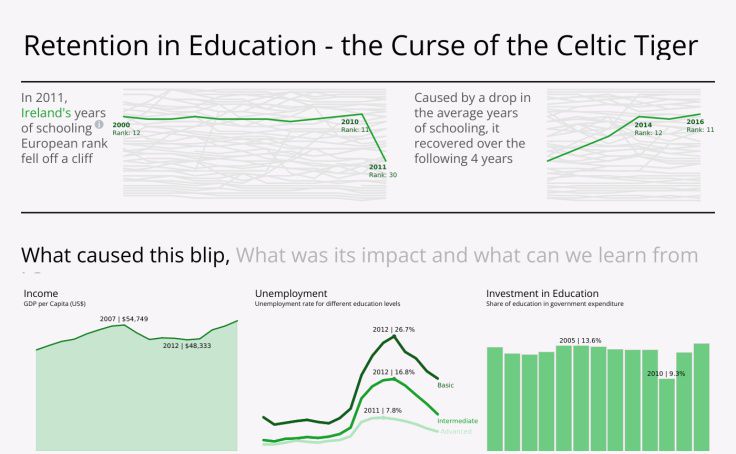 Retention in Education - the Curse of the Celtic Tiger
In 2011,
Ireland's years
of schooling
European rank
fell off a cliff
2000
Rank: 12
2010
Rank: 11
2011
Rank: 30
Caused by a drop in
the average years
of schooling, it
recovered over the
following 4 years
2014
Rank: 12
2016
Rank: 11
What caused this blip, What was its impact and what can we learn from
Income
GDP per Capita (US$)
2007 | $54,749
2012 | $48,333
Unemployment
Unemployment rate for different education levels
2012 | 26.7%
2012 | 16.8%
2011 | 7.8%
Basic
Intermediate
Advanced
Investment in Education
Share of education in government expenditure
2005 | 13.6%
2010 | 9.3%